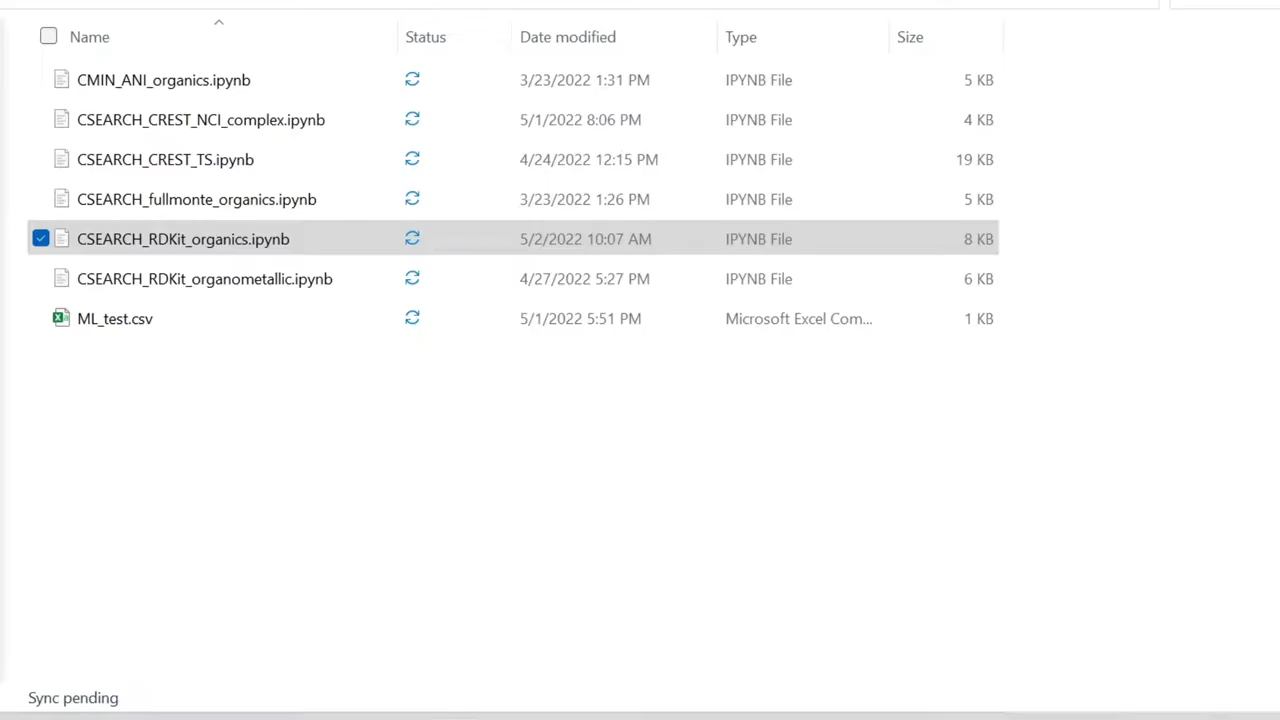 Name Status Date modified Type Size
CMIN_ANI_organics.ipynb 3/23/2022 1:31 PM IPYNB File 5 KB
CSEARCH_CREST_NCI_complex.ipynb 5/1/2022 8:06 PM IPYNB File 4 KB
CSEARCH_CREST_TS.ipynb 4/24/2022 12:15 PM IPYNB File 19 KB
CSEARCH_fullmonte_organics.ipynb 3/23/2022 1:26 PM IPYNB File 5 KB
CSEARCH_RDKit_organics.ipynb 5/2/2022 10:07 AM IPYNB File 8 KB
CSEARCH_RDKit_organometallic.ipynb 4/27/2022 5:27 PM IPYNB File 6 KB
ML_test.csv 5/1/2022 5:51 PM Microsoft Excel Com... 1 KB
Sync pending